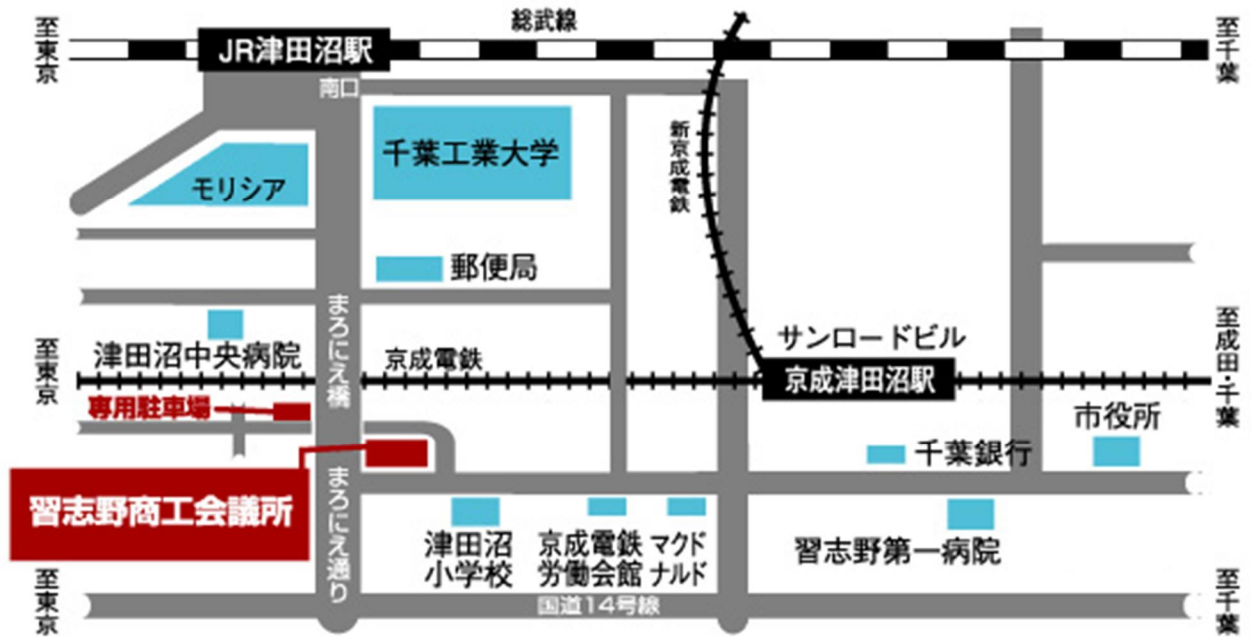 至東京
総武線
至千葉
JR津田沼駅
南口
千葉工業大学
新京成電鉄
モリシア
郵便局
まろにえ橋
サンロードビル
至東京
津田沼中央病院
京成電鉄
京成津田沼駅
至成田・千葉
専用駐車場
市役所
千葉銀行
習志野商工会議所
まろにえ通り
津田沼
小学校
京成電鉄
労働会館
マクド
ナルド
習志野第一病院
至東京
国道14号線
至千葉